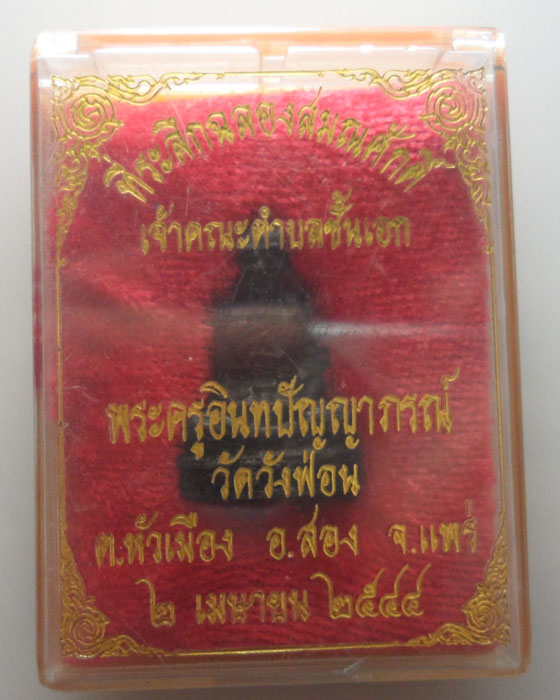 ที่ระลึกฉลองสมณศักดิ์
เจ้าคณะตำบลชั้นเอก
พระครูอินทปัญญาภรณ์
วัดวังฟ่อน
ต.หัวเมือง อ.สอง จ.แพร่
๒ เมษายน ๒๕๔๔